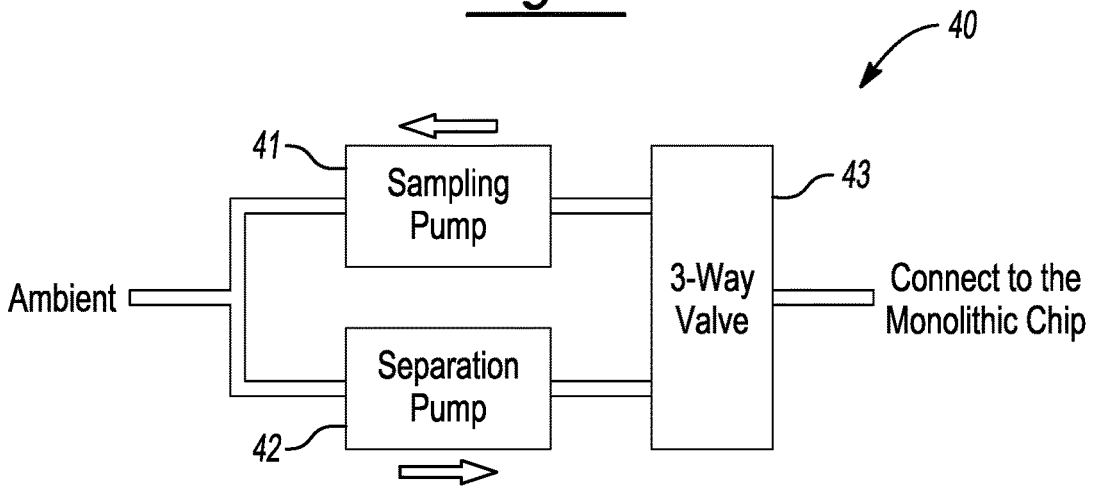 40
41
Sampling
Pump
43
Ambient
3-Way
Valve
Connect to the
Monolithic Chip
Separation
Pump
42